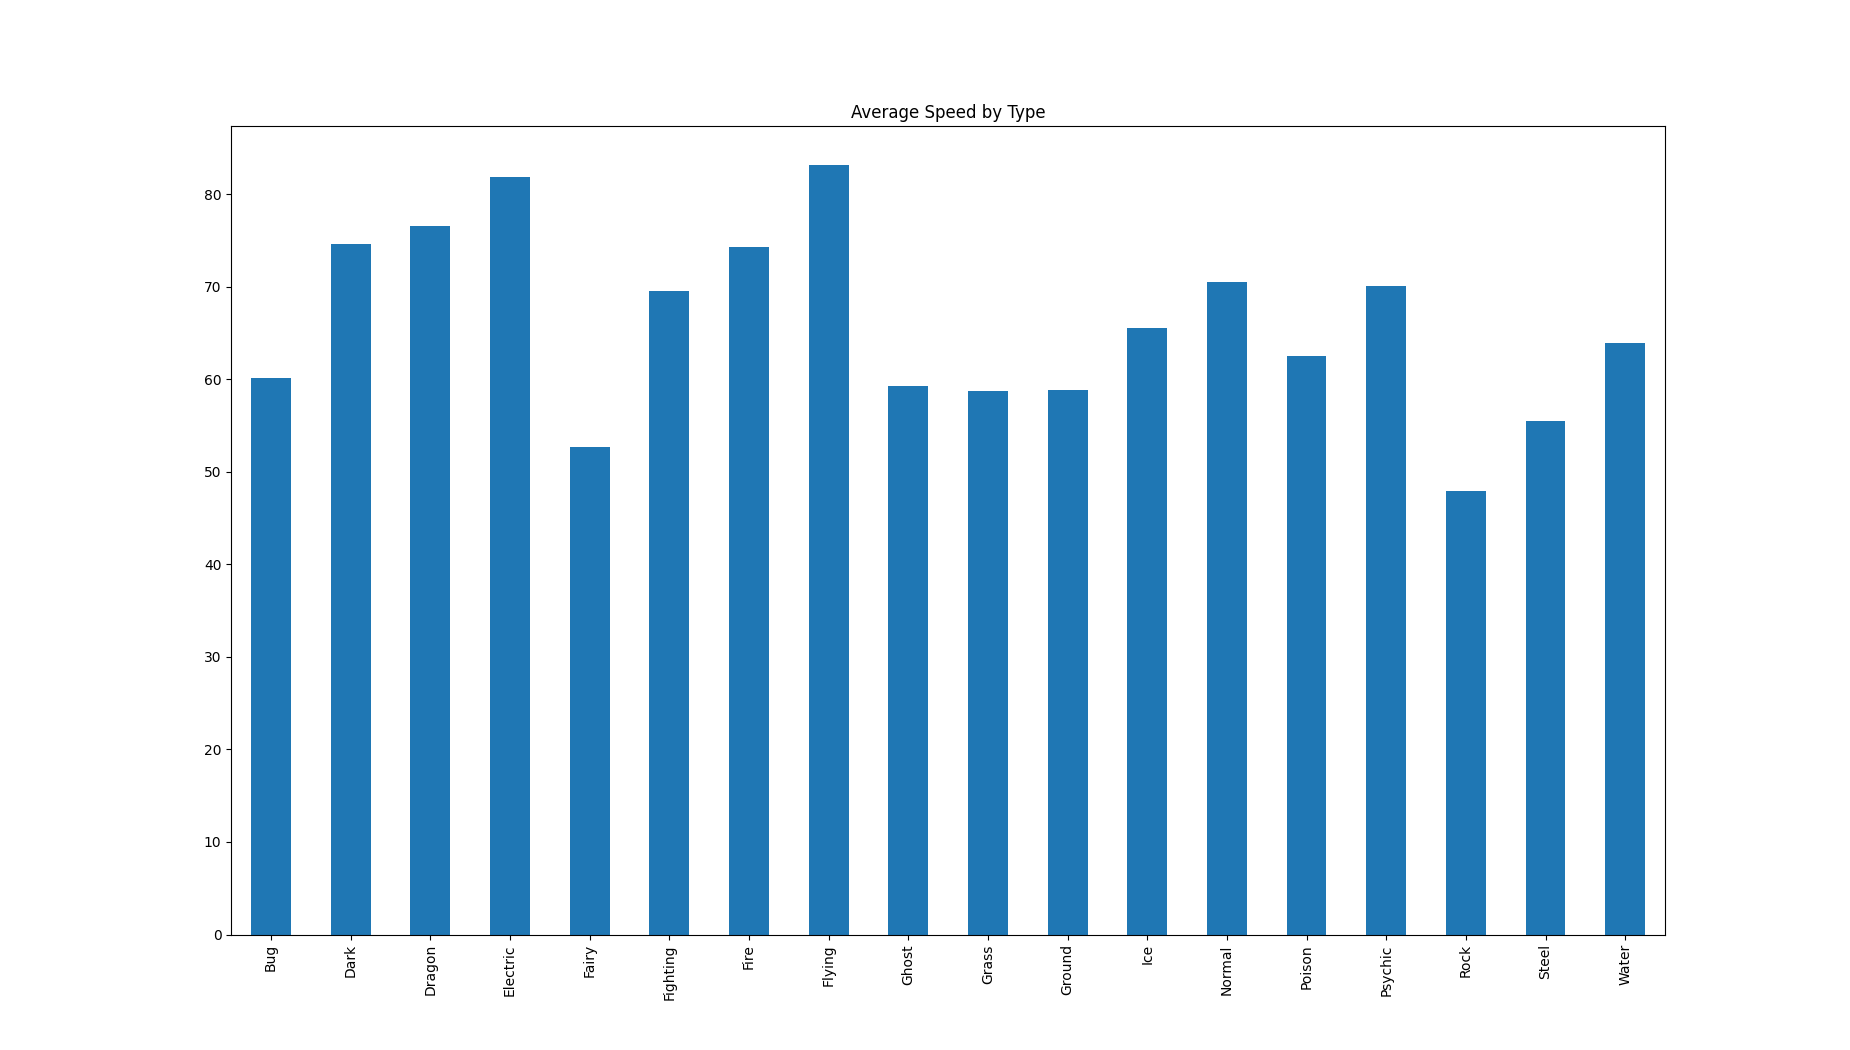 Average Speed by Type
80
70
60
50
40
30
20
10
0
Bug
Dark
Dragon
Electric
Fairy
Fighting
Fire
Flying
Ghost
Grass
Ground
Ice
Normal
Poison
Psychic
Rock
Steel
Water